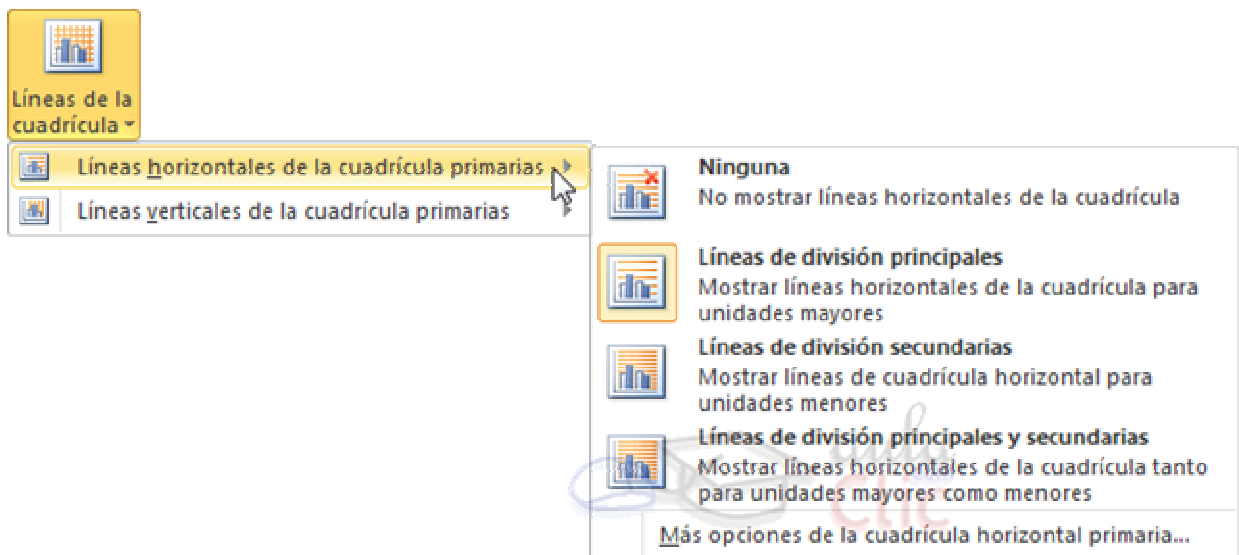 Líneas de la
cuadrícula
Líneas horizontales de la cuadrícula primarias
Líneas verticales de la cuadrícula primarias
Ninguna
No mostrar líneas horizontales de la cuadrícula
Líneas de división principales
Mostrar líneas horizontales de la cuadrícula para
unidades mayores
Líneas de división secundarias
Mostrar líneas de cuadrícula horizontal para
unidades menores
Líneas de división principales y secundarias
Mostrar líneas horizontales de la cuadrícula tanto
para unidades mayores como menores
Más opciones de la cuadrícula horizontal primaria...
aula
clic